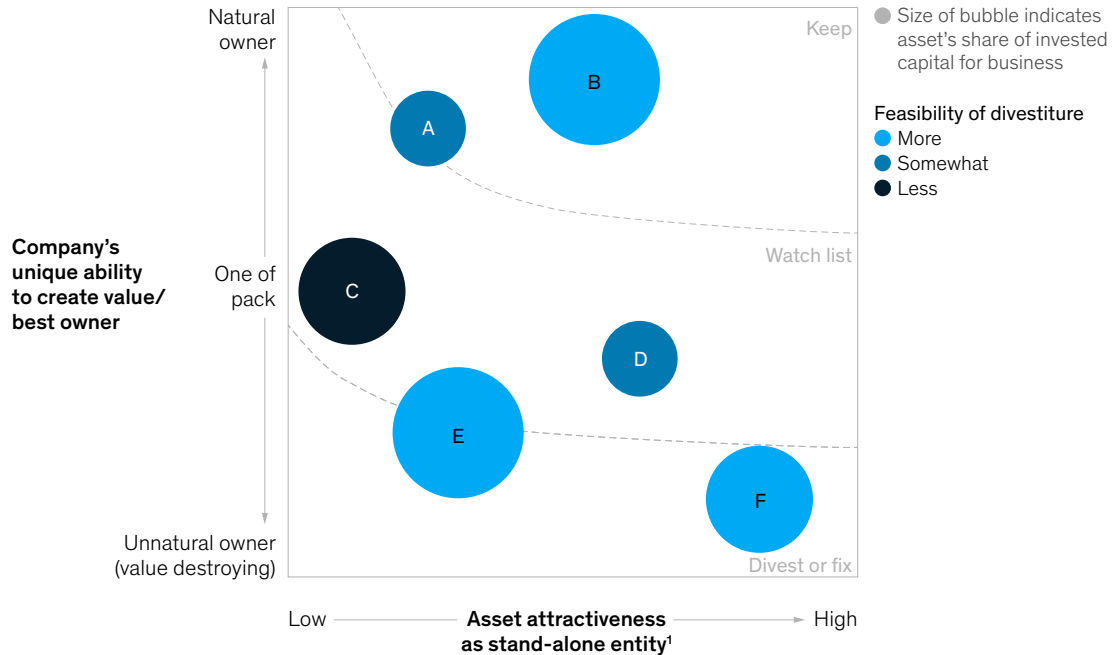 Natural
owner
Keep
Size of bubble indicates
asset's share of invested
capital for business
Feasibility of divestiture
More
Somewhat
Less
B
A
Company's
unique ability
to create value/
best owner
One of
pack
Watch list
C
D
E
F
Unnatural owner
(value destroying)
Divest or fix
Low
Asset attractiveness
as stand-alone entity¹
High